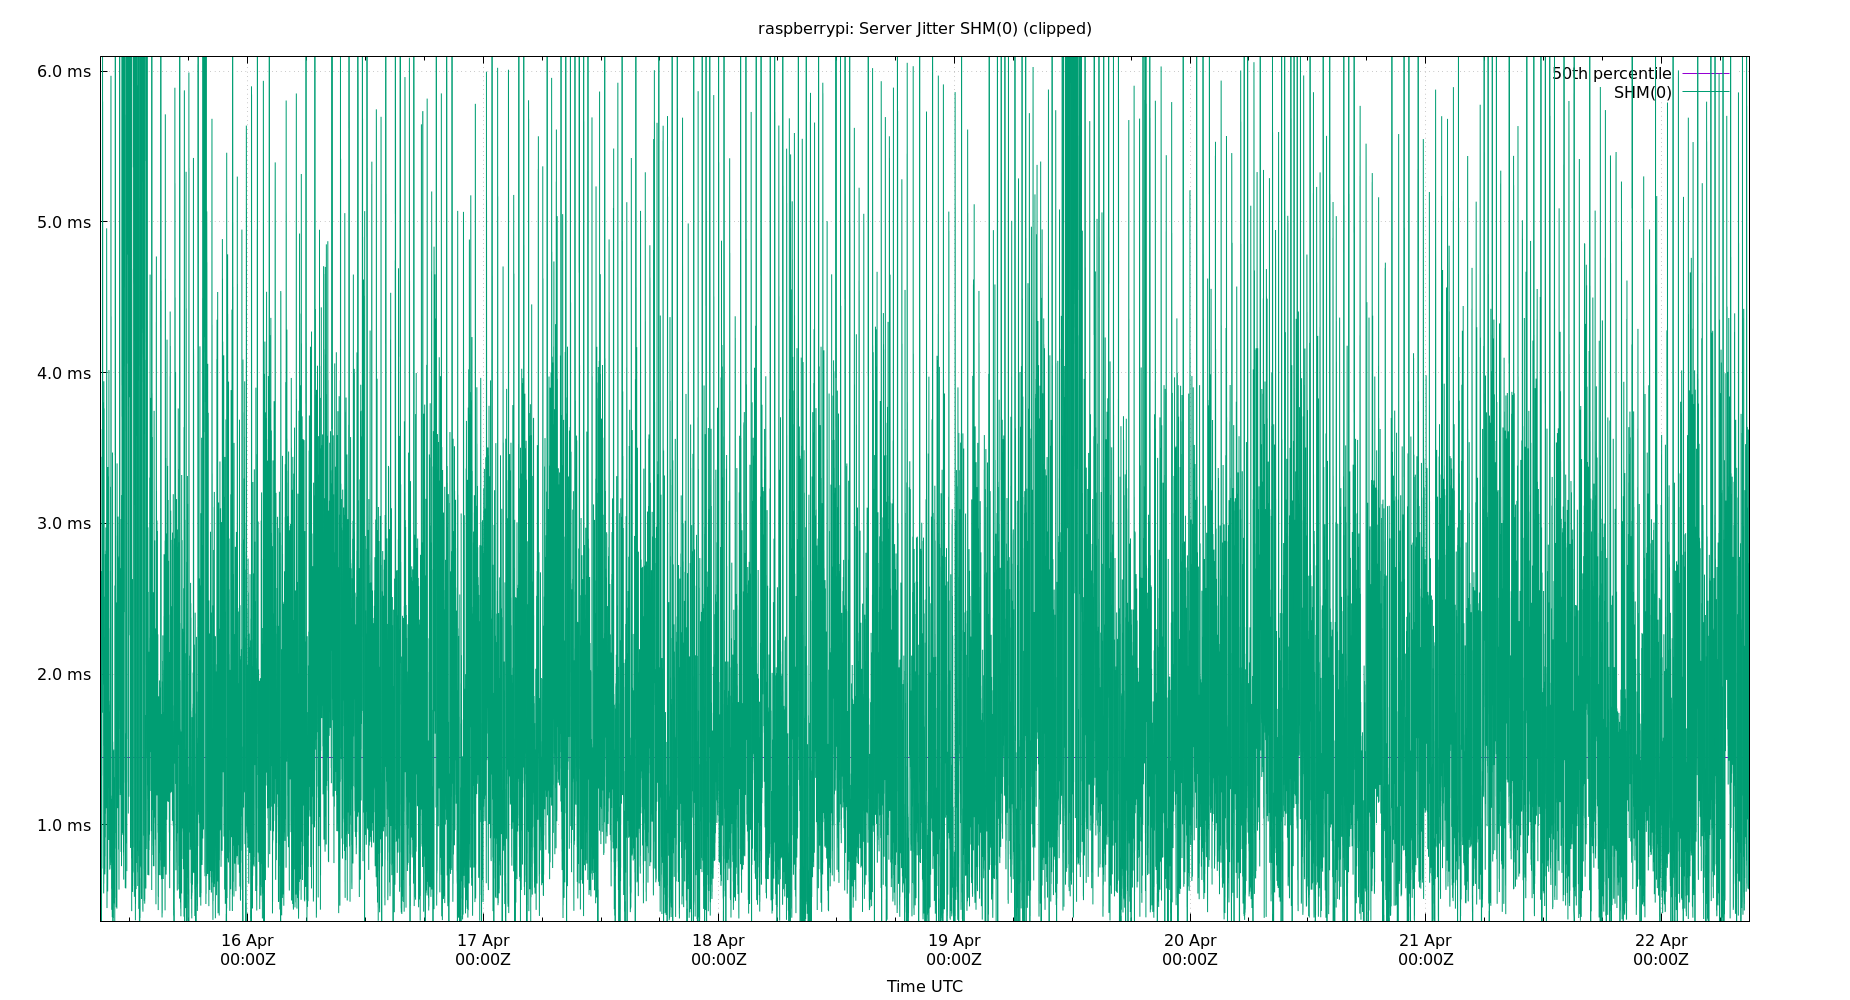 raspberrypi: Server Jitter SHM(0) (clipped)
6.0 ms
50th percentile
SHM(0)
5.0 ms
4.0 ms
3.0 ms
2.0 ms
1.0 ms
16 Apr 17 Apr 18 Apr 19 Apr 20 Apr 21 Apr 22 Apr
00:00Z 00:00Z 00:00Z 00:00Z 00:00Z 00:00Z 00:00Z
Time UTC